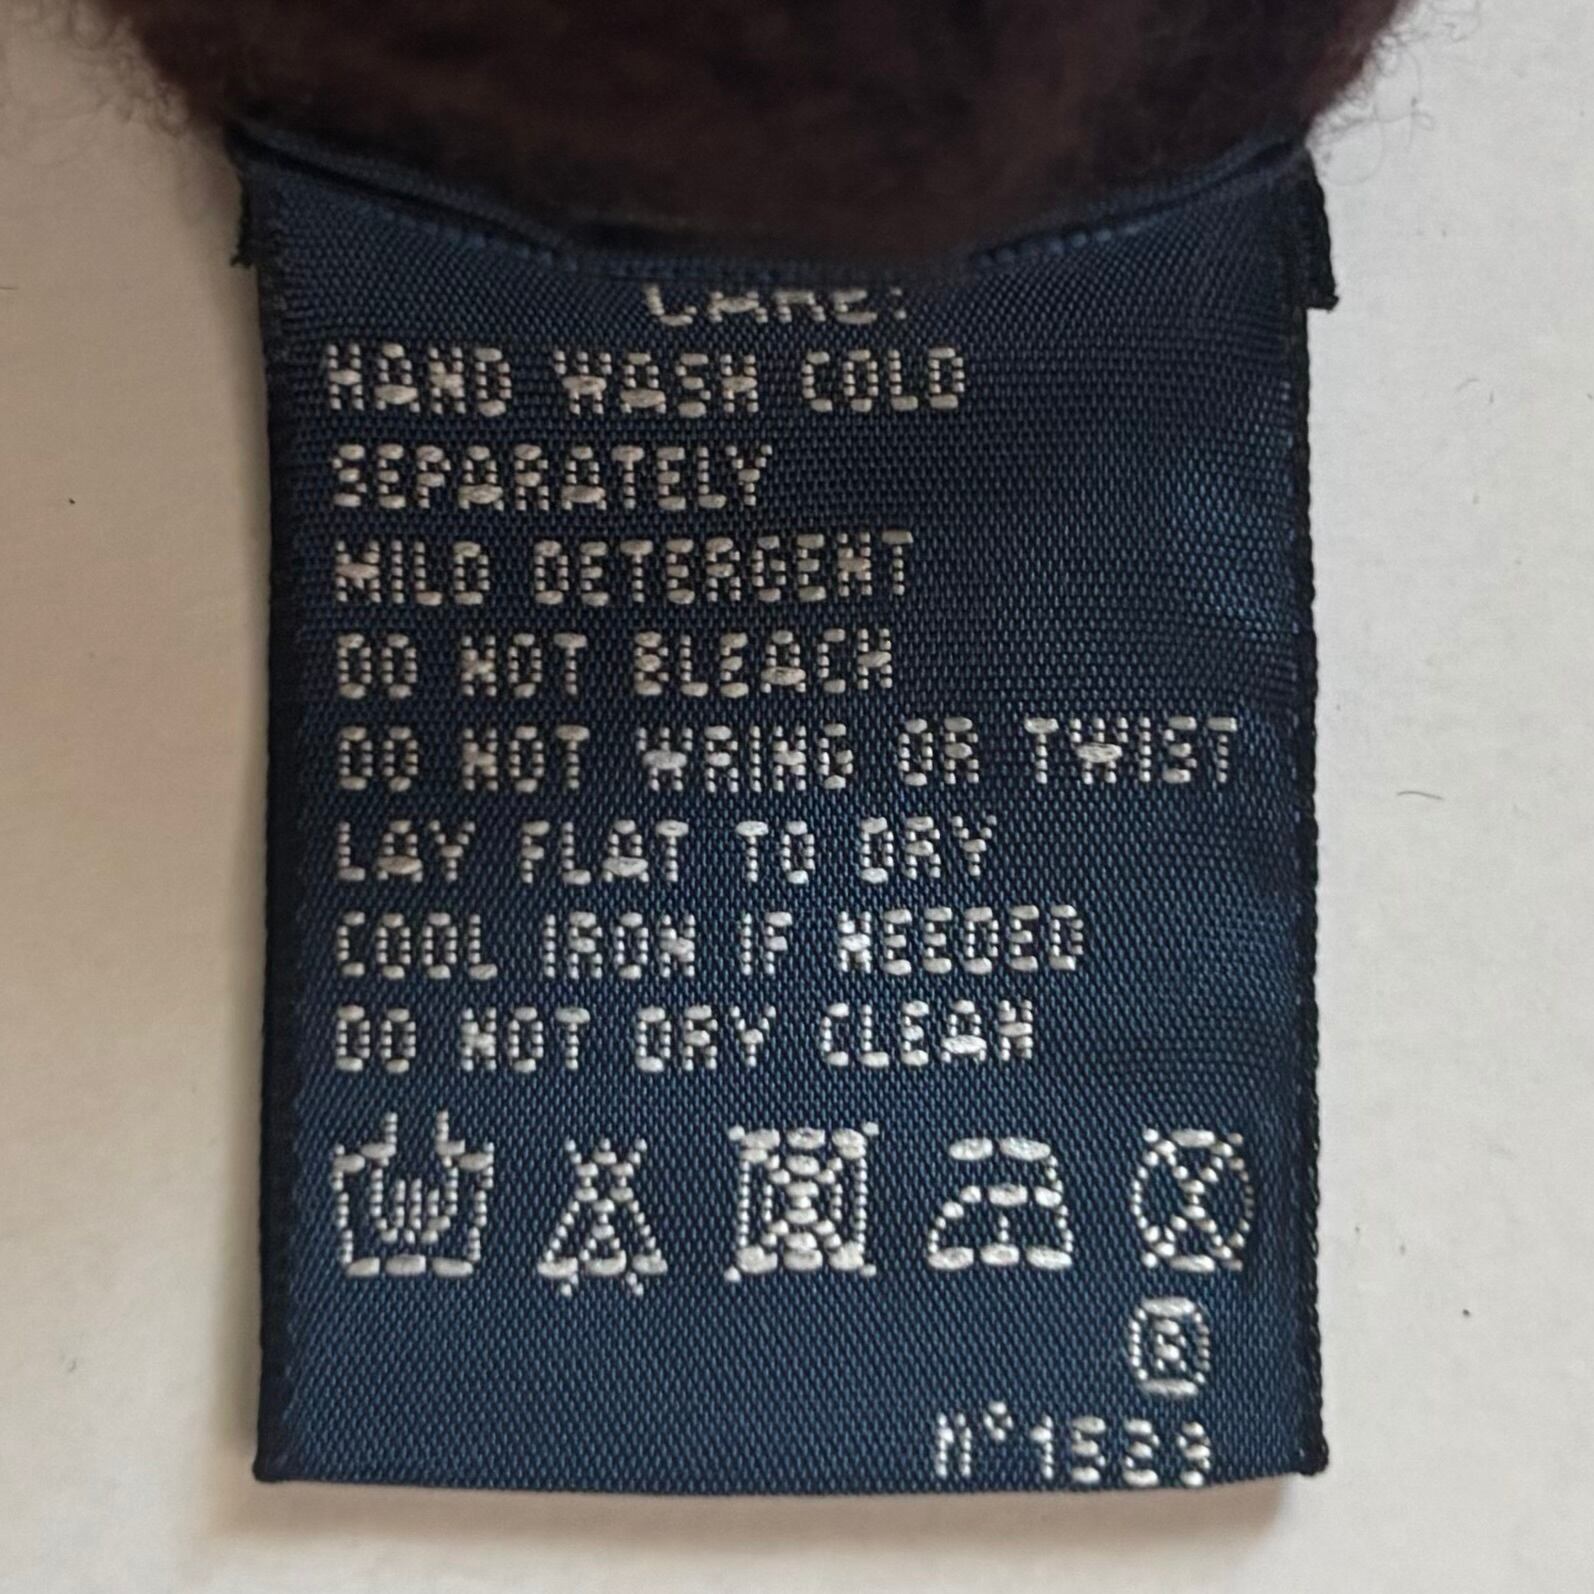 CARE:
HAND WASH COLD
SEPARATELY
MILD DETERGENT
DO NOT BLEACH
DO NOT WRING OR TWIST
LAY FLAT TO DRY
COOL IRON IF NEEDED
DO NOT DRY CLEAN
N°1529